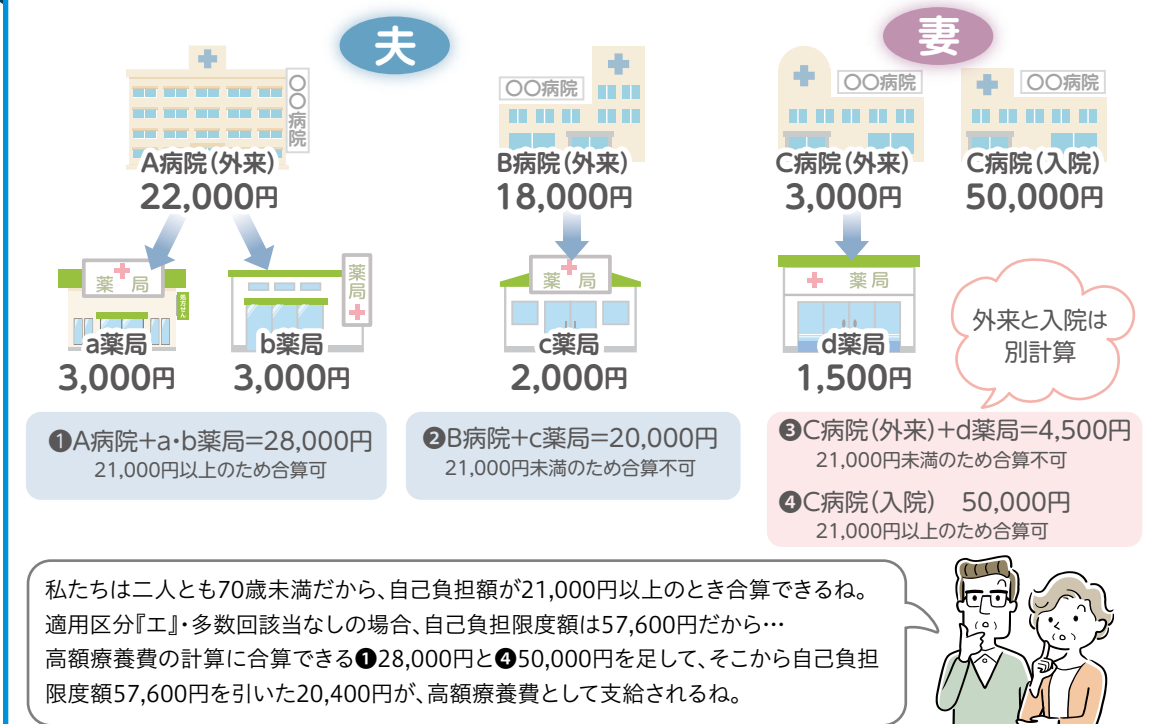 夫
妻
〇〇病院
A病院(外来)
22,000円
〇〇病院
B病院(外来)
18,000円
〇〇病院
C病院(外来)
3,000円
〇〇病院
C病院(入院)
50,000円
薬局
処方せん
a薬局
3,000円
薬局
b薬局
3,000円
薬局
c薬局
2,000円
薬局
d薬局
1,500円
外来と入院は
別計算
❶A病院+a・b薬局=28,000円
21,000円以上のため合算可
❷B病院+c薬局=20,000円
21,000円未満のため合算不可
❸C病院(外来)+d薬局=4,500円
21,000円未満のため合算不可
❹C病院(入院) 50,000円
21,000円以上のため合算可
私たちは二人とも70歳未満だから、自己負担額が21,000円以上のとき合算できるね。
適用区分『エ』・多数回該当なしの場合、自己負担限度額は57,600円だから…
高額療養費の計算に合算できる❶28,000円と❹50,000円を足して、そこから自己負担
限度額57,600円を引いた20,400円が、高額療養費として支給されるね。